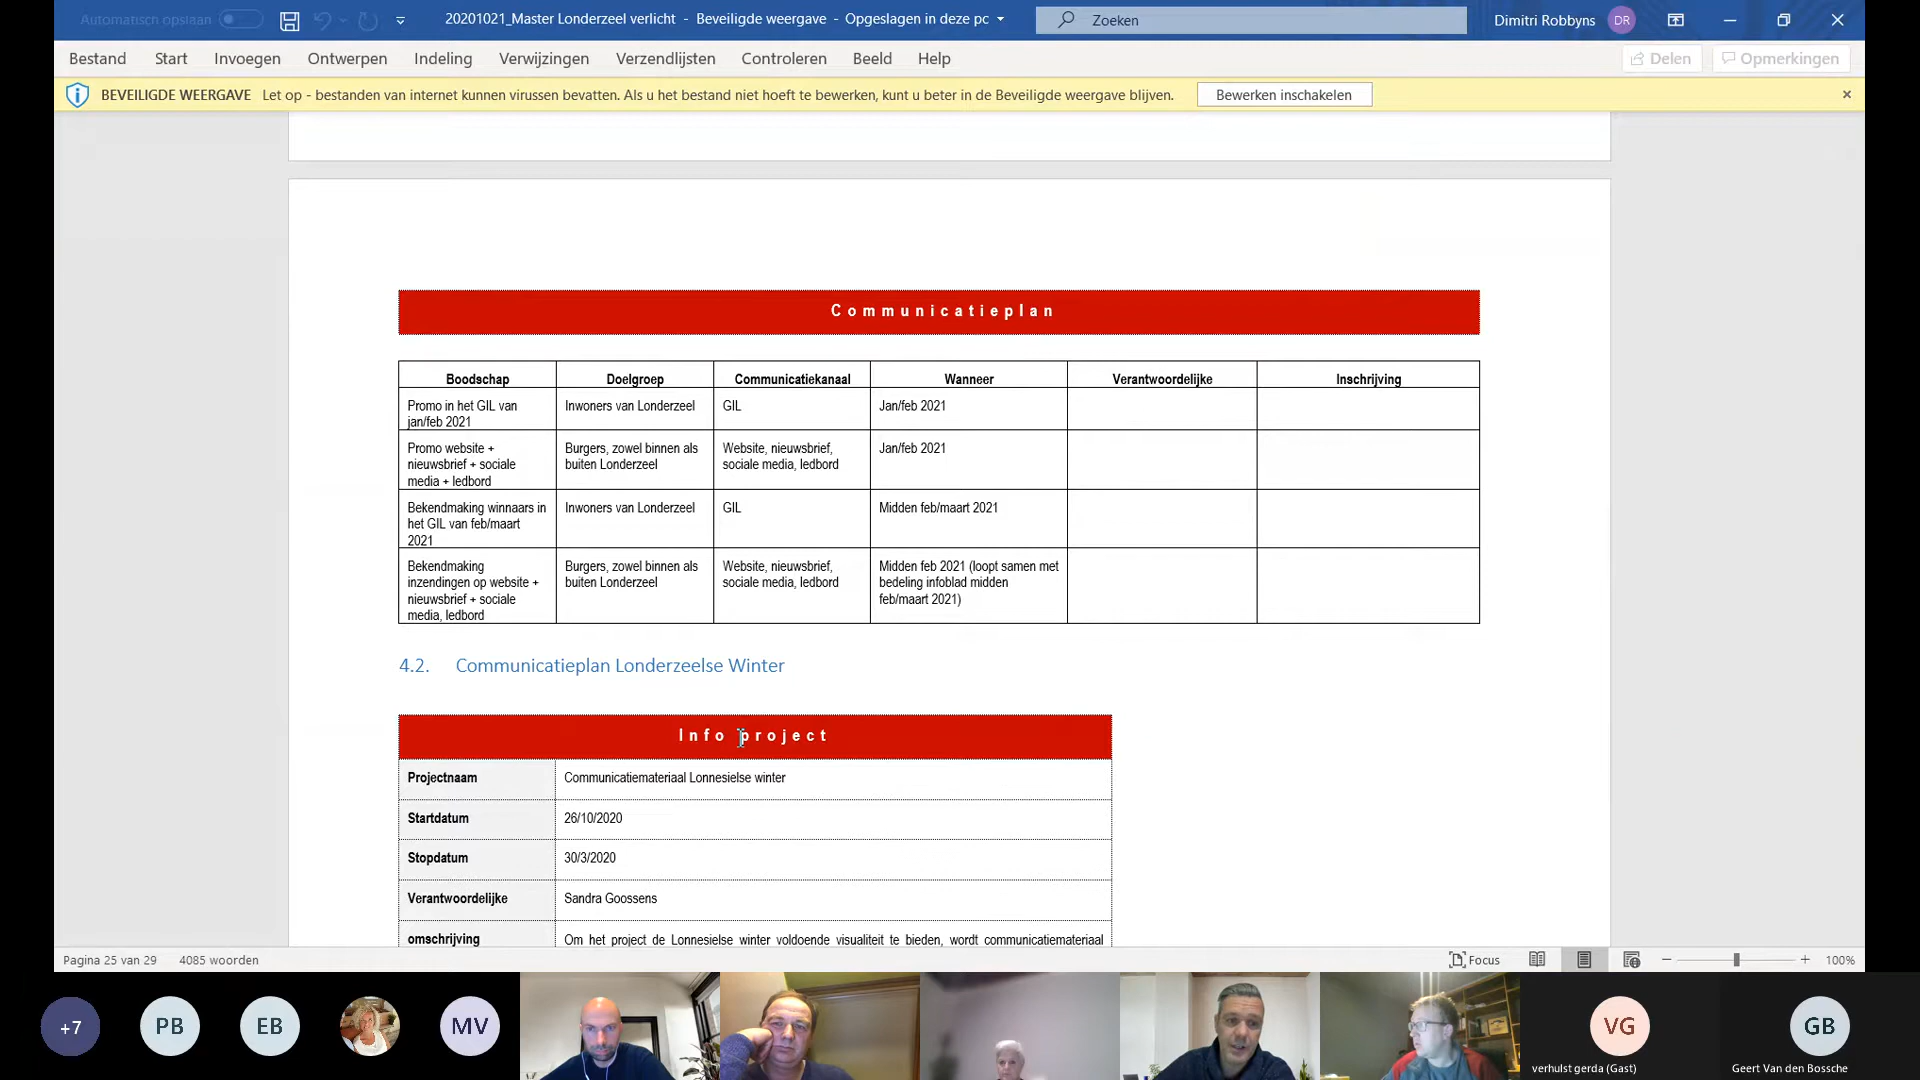 Automatisch opslaan
20201021_Master Londerzeel verlicht - Beveiligde weergave - Opgeslagen in deze pc
Zoeken
Dimitri Robbyns DR
Bestand Start Invoegen Ontwerpen Indeling Verwijzingen Verzendlijsten Controleren Beeld Help Delen Opmerkingen
BEVEILIGDE WEERGAVE Let op - bestanden van internet kunnen virussen bevatten. Als u het bestand niet hoeft te bewerken, kunt u beter in de Beveiligde weergave blijven. Bewerken inschakelen
Communicatieplan
Boodschap Doelgroep Communicatiekanaal Wanneer Verantwoordelijke Inschrijving
Promo in het GIL van Inwoners van Londerzeel GIL Jan/feb 2021
jan/feb 2021
Promo website + Burgers, zowel binnen als Website, nieuwsbrief, Jan/feb 2021
nieuwsbrief + sociale buiten Londerzeel sociale media, ledbord
media + ledbord
Bekendmaking winnaars in Inwoners van Londerzeel GIL Midden feb/maart 2021
het GIL van feb/maart
2021
Bekendmaking Burgers, zowel binnen als Website, nieuwsbrief, Midden feb 2021 (loopt samen met
inzendingen op website + buiten Londerzeel sociale media, ledbord bedeling infoblad midden
nieuwsbrief + sociale feb/maart 2021)
media, ledbord
4.2. Communicatieplan Londerzeelse Winter
Info project
Projectnaam Communicatiemateriaal Lonnesielse winter
Startdatum 26/10/2020
Stopdatum 30/3/2020
Verantwoordelijke Sandra Goossens
omschrijving Om het project de Lonnesielse winter voldoende visualiteit te bieden, wordt communicatiemateriaal
Pagina 25 van 29 4085 woorden Focus 100%
+7 PB EB MV VG GB
verhulst gerda (Gast) Geert Van den Bossche